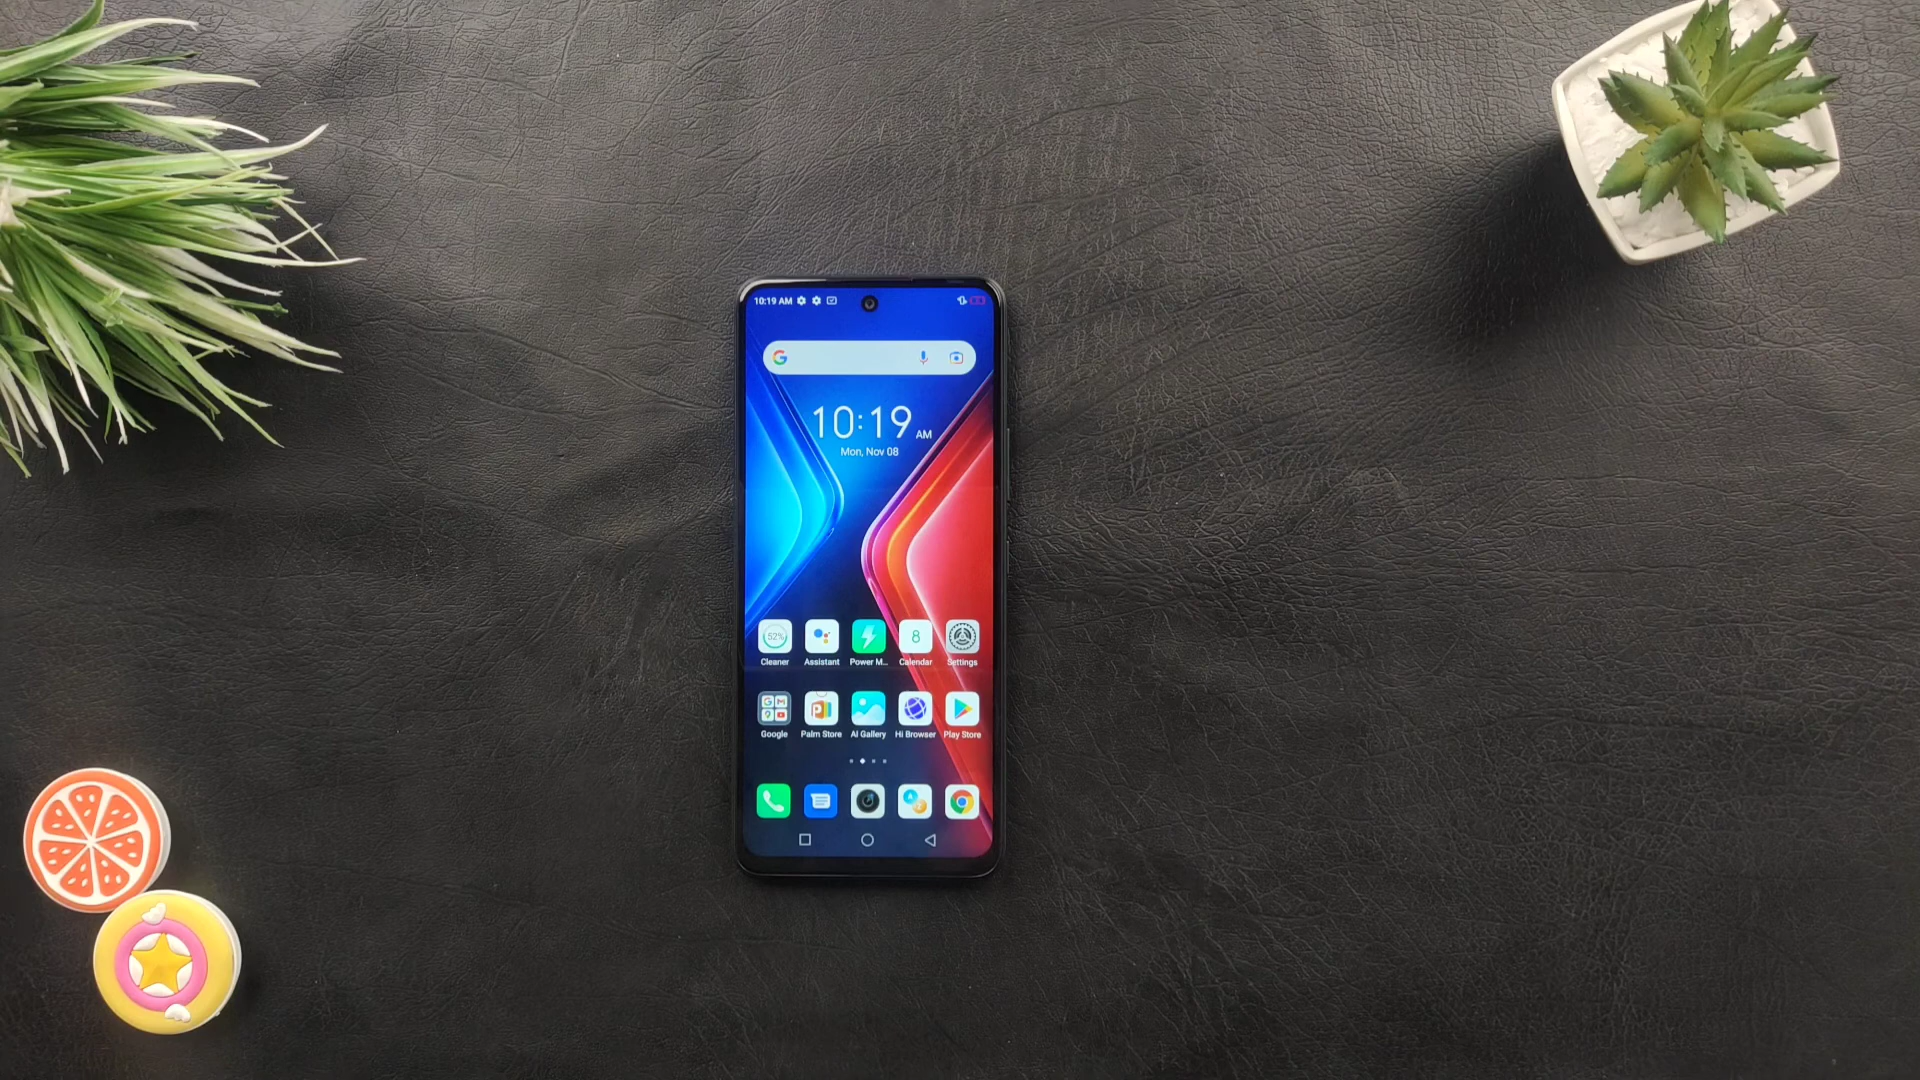 10:19 AM
10:19 AM
Mon, Nov 08
52% 8
Cleaner Assistant Power M... Calendar Settings
Google Palm Store AI Gallery Hi Browser Play Store